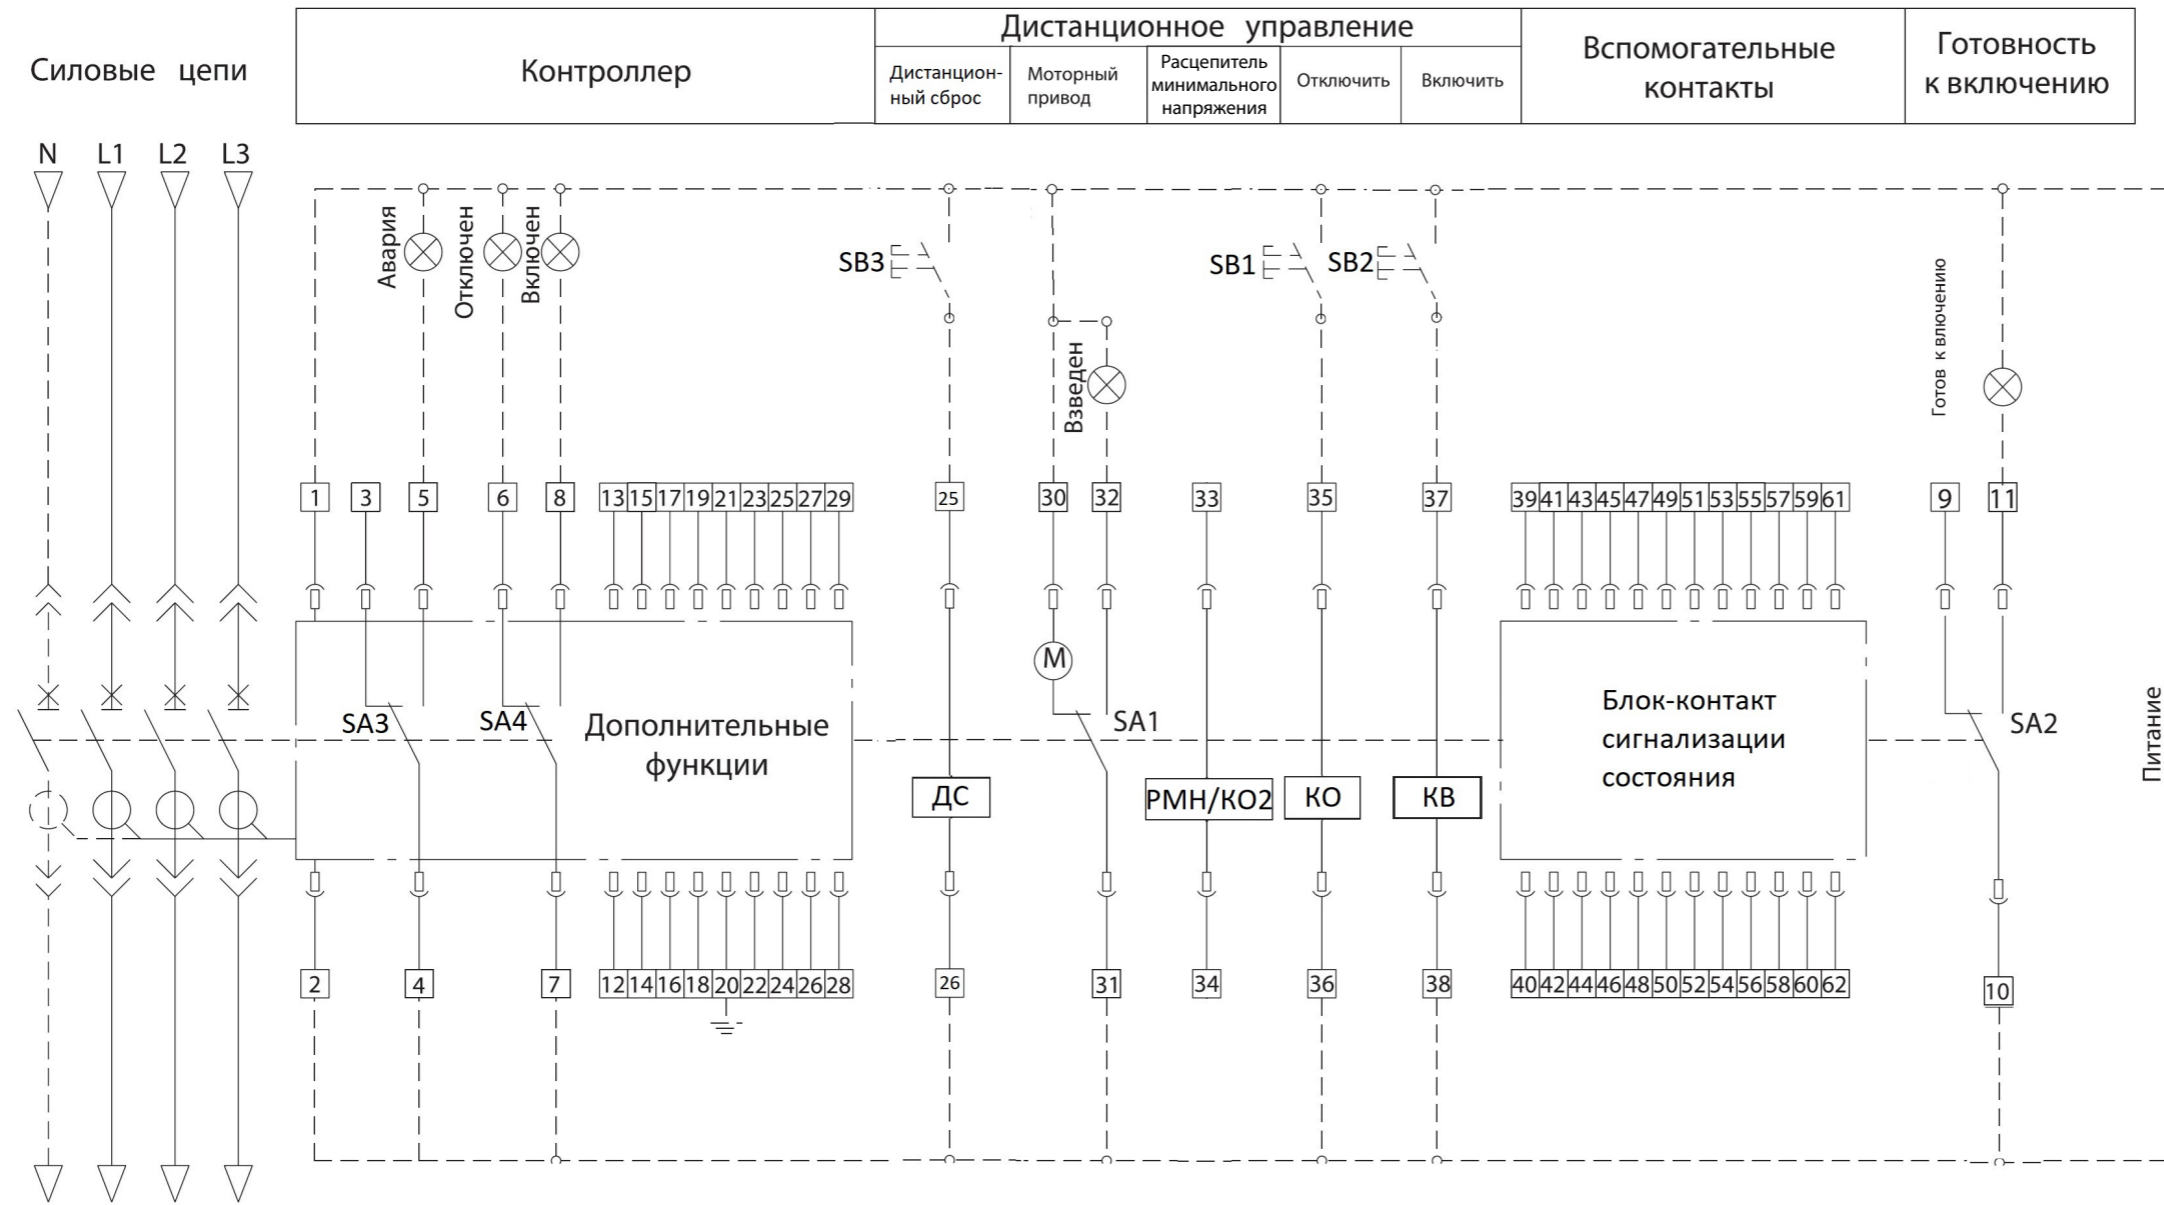 Силовые цепи
Контроллер
Дистанционное управление
Дистанцион-
ный сброс
Моторный
привод
Расцепитель
минимального
напряжения
Отключить
Включить
Вспомогательные
контакты
Готовность
к включению
N L1 L2 L3
Авария
Отключен
Включен
SB3
SB1
SB2
Взведен
Готов к включению
1 3 5 6 8 13 15 17 19 21 23 25 27 29 25 30 32 33 35 37 39 41 43 45 47 49 51 53 55 57 59 61 9 11
M
SA3
SA4
Дополнительные
функции
SA1
Блок-контакт
сигнализации
состояния
SA2
Питание
ДС
РМН/КО2
КО
КВ
2 4 7 12 14 16 18 20 22 24 26 28 26 31 34 36 38 40 42 44 46 48 50 52 54 56 58 60 62 10